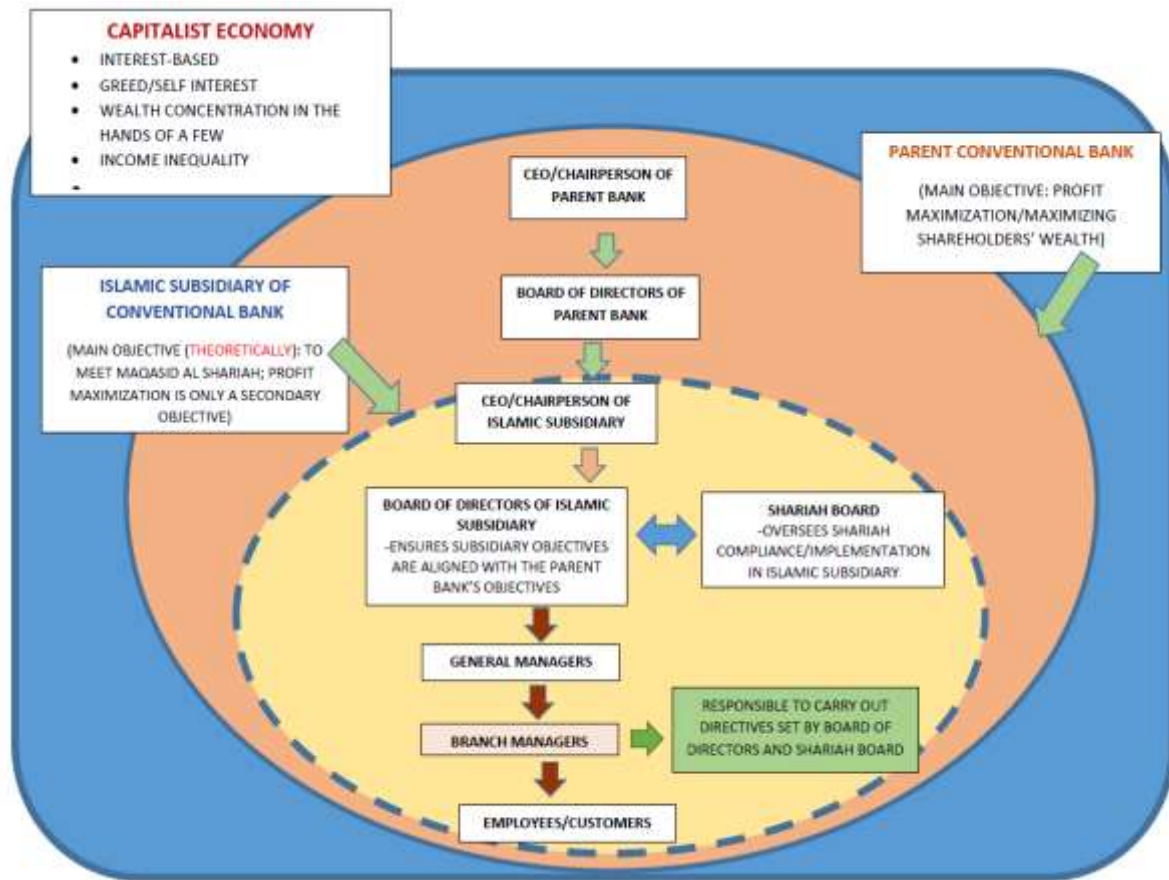 CAPITALIST ECONOMY
• INTEREST-BASED
• GREED/SELF INTEREST
• WEALTH CONCENTRATION IN THE
HANDS OF A FEW
• INCOME INEQUALITY
PARENT CONVENTIONAL BANK
(MAIN OBJECTIVE: PROFIT
MAXIMIZATION/MAXIMIZING
SHAREHOLDERS' WEALTH)
CEO/CHAIRPERSON OF
PARENT BANK
ISLAMIC SUBSIDIARY OF
CONVENTIONAL BANK
(MAIN OBJECTIVE (THEORETICALLY): TO
MEET MAQASID AL SHARIAH; PROFIT
MAXIMIZATION IS ONLY A SECONDARY
OBJECTIVE)
BOARD OF DIRECTORS OF
PARENT BANK
CEO/CHAIRPERSON OF
ISLAMIC SUBSIDIARY
BOARD OF DIRECTORS OF ISLAMIC
SUBSIDIARY
-ENSURES SUBSIDIARY OBJECTIVES
ARE ALIGNED WITH THE PARENT
BANK'S OBJECTIVES
SHARIAH BOARD
-OVERSEES SHARIAH
COMPLIANCE/IMPLEMENTATION
IN ISLAMIC SUBSIDIARY
GENERAL MANAGERS
BRANCH MANAGERS
RESPONSIBLE TO CARRY OUT
DIRECTIVES SET BY BOARD OF
DIRECTORS AND SHARIAH BOARD
EMPLOYEES/CUSTOMERS